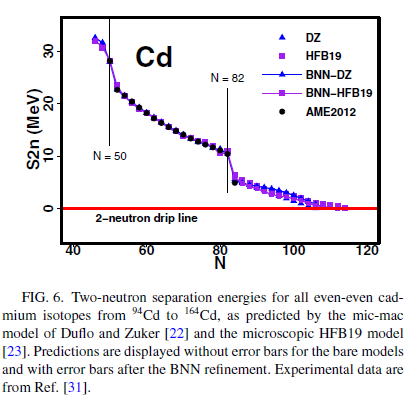 Cd
DZ
HFB19
BNN−DZ
BNN−HFB19
AME2012
N = 82
N = 50
S2n (MeV)
30
20
10
0
2−neutron drip line
40 60 80 100 120
N
FIG. 6. Two-neutron separation energies for all even-even cad-
mium isotopes from ⁹⁴Cd to ¹⁶⁴Cd, as predicted by the mic-mac
model of Duflo and Zuker [22] and the microscopic HFB19 model
[23]. Predictions are displayed without error bars for the bare models
and with error bars after the BNN refinement. Experimental data are
from Ref. [31].